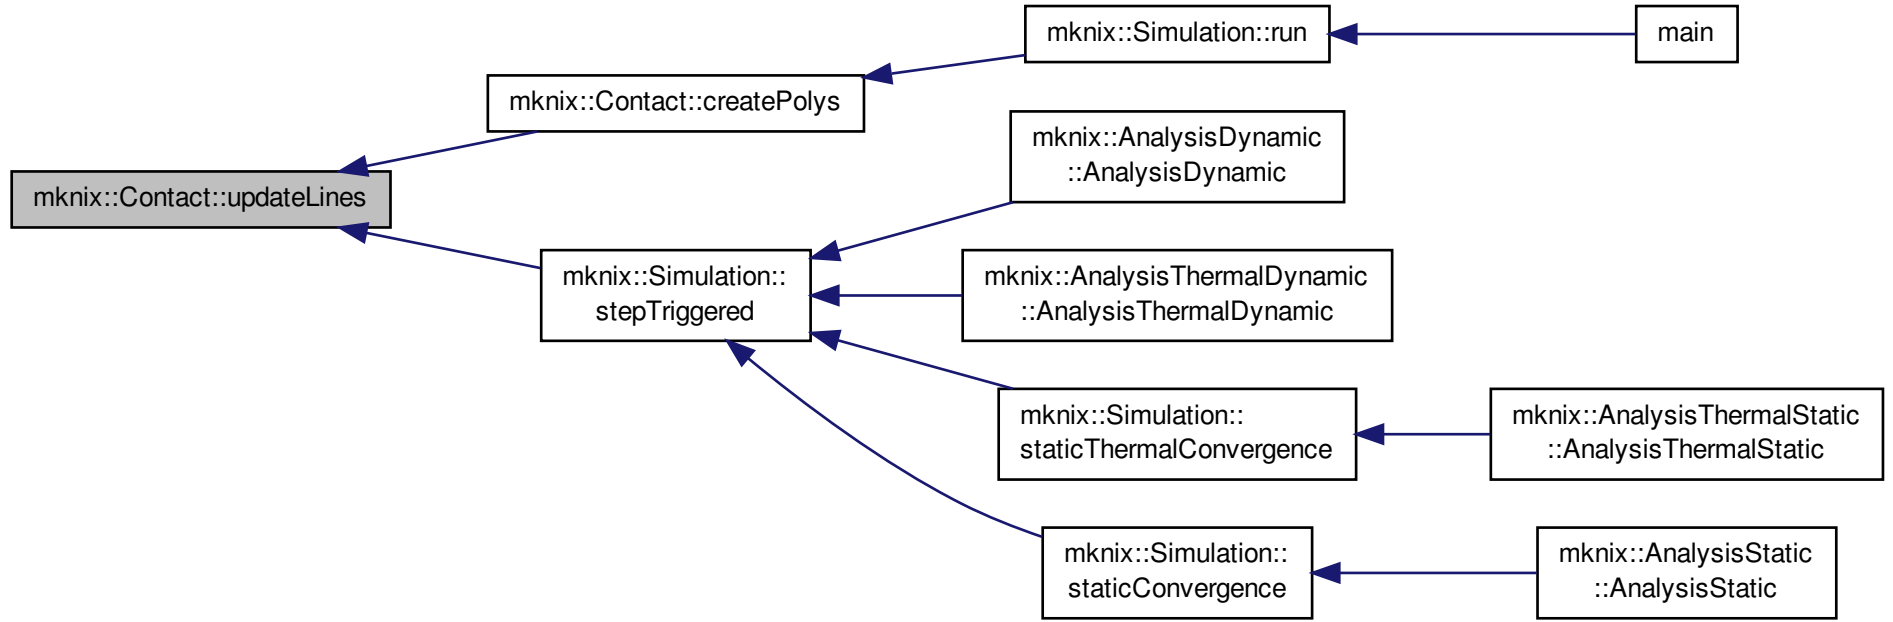 mknix::Simulation::run
main
mknix::Contact::createPolys
mknix::AnalysisDynamic
::AnalysisDynamic
mknix::Contact::updateLines
mknix::Simulation::
stepTriggered
mknix::AnalysisThermalDynamic
::AnalysisThermalDynamic
mknix::Simulation::
staticThermalConvergence
mknix::AnalysisThermalStatic
::AnalysisThermalStatic
mknix::Simulation::
staticConvergence
mknix::AnalysisStatic
::AnalysisStatic